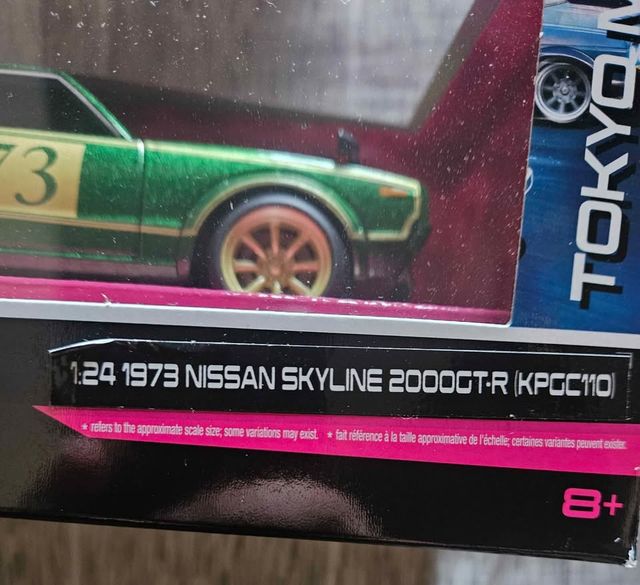 73
TOKYO M
1:24 1973 NISSAN SKYLINE 2000GT-R (KPGC110)
* refers to the approximate scale size; some variations may exist. * fait référence à la taille approximative de l'échelle; certaines variantes peuvent exister.
8+